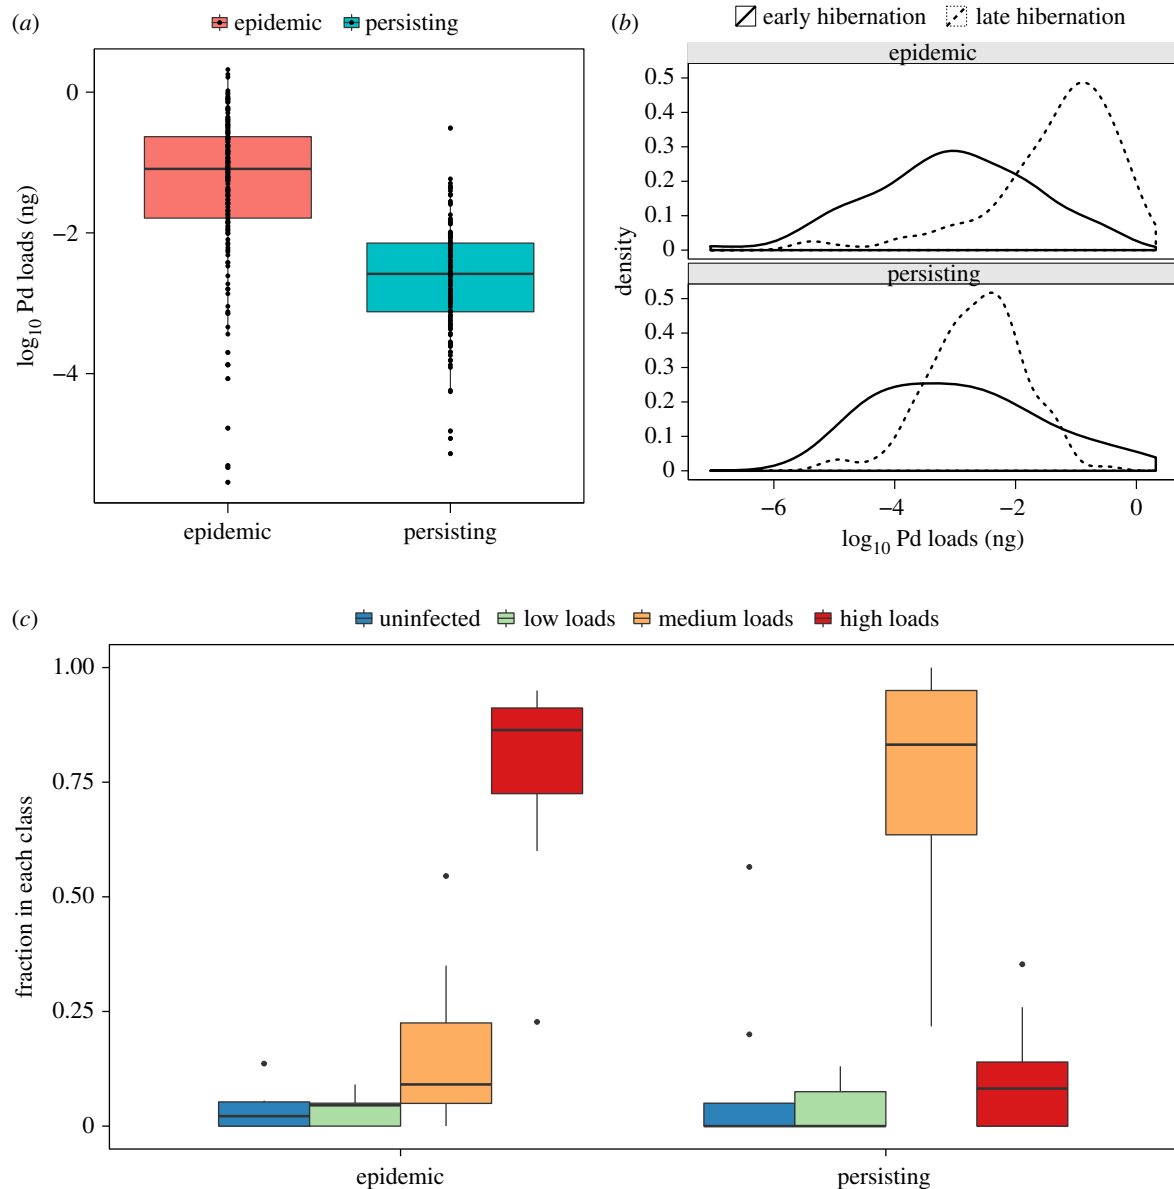 (a)
epidemic persisting
0
−2
−4
log10 Pd loads (ng)
epidemic persisting
(b)
early hibernation late hibernation
epidemic
0.5
0.4
0.3
0.2
0.1
0
density
persisting
0.5
0.4
0.3
0.2
0.1
0
−6 −4 −2 0
log10 Pd loads (ng)
(c)
uninfected low loads medium loads high loads
1.00
0.75
0.50
0.25
0
fraction in each class
epidemic persisting